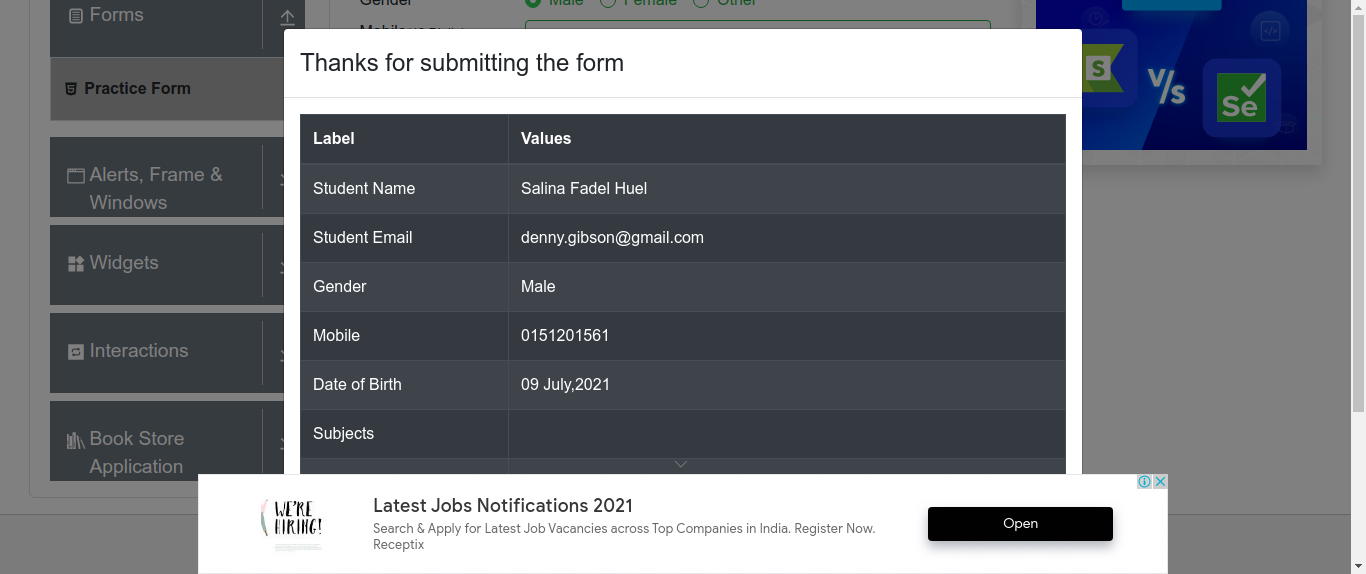 Forms
Gender Male Female Other
Thanks for submitting the form
Practice Form
S
V/s
Se
Label Values
Student Name Salina Fadel Huel
Alerts, Frame &
Windows
Student Email denny.gibson@gmail.com
Widgets
Gender Male
Mobile 0151201561
Interactions
Date of Birth 09 July,2021
Subjects
Book Store
Application
WE'RE
HIRING!
Latest Jobs Notifications 2021
Search & Apply for Latest Job Vacancies across Top Companies in India. Register Now.
Receptix
Open